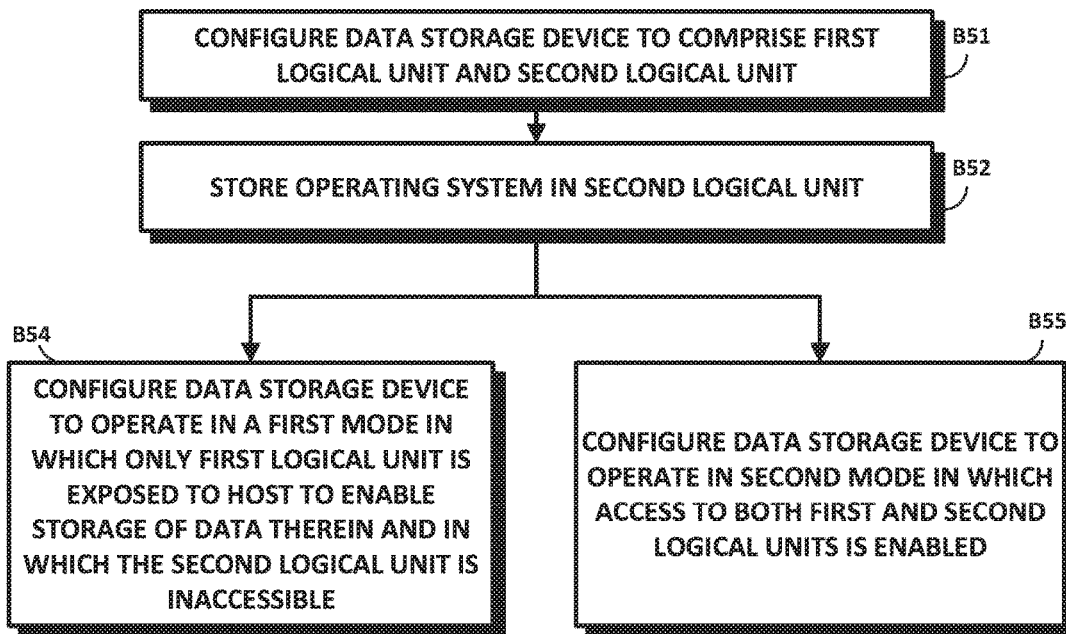 CONFIGURE DATA STORAGE DEVICE TO COMPRISE FIRST
LOGICAL UNIT AND SECOND LOGICAL UNIT
B51
STORE OPERATING SYSTEM IN SECOND LOGICAL UNIT
B52
B54
CONFIGURE DATA STORAGE DEVICE
TO OPERATE IN A FIRST MODE IN
WHICH ONLY FIRST LOGICAL UNIT IS
EXPOSED TO HOST TO ENABLE
STORAGE OF DATA THEREIN AND IN
WHICH THE SECOND LOGICAL UNIT IS
INACCESSIBLE
B55
CONFIGURE DATA STORAGE DEVICE TO
OPERATE IN SECOND MODE IN WHICH
ACCESS TO BOTH FIRST AND SECOND
LOGICAL UNITS IS ENABLED